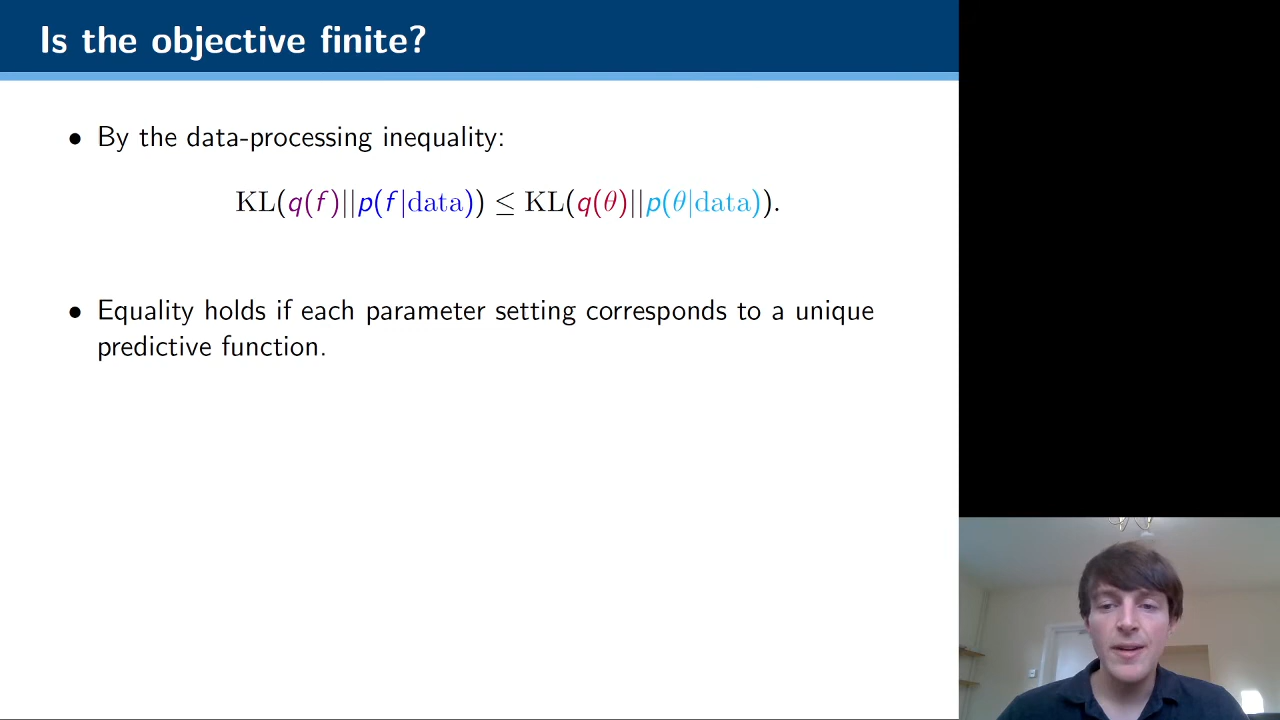 Is the objective finite?
• By the data-processing inequality:
KL(q(f)||p(f|data)) ≤ KL(q(θ)||p(θ|data)).
• Equality holds if each parameter setting corresponds to a unique
predictive function.